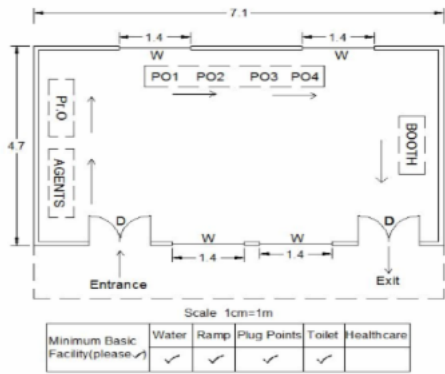 7.1
1.4 1.4
W W
PO1 PO2 PO3 PO4
Pr.O
4.7
BOOTH
AGENTS
D W W D
1.4 1.4
Entrance Exit
Scale 1cm=1m
Minimum Basic Facility(please ✓) Water Ramp Plug Points Toilet Healthcare
✓ ✓ ✓ ✓